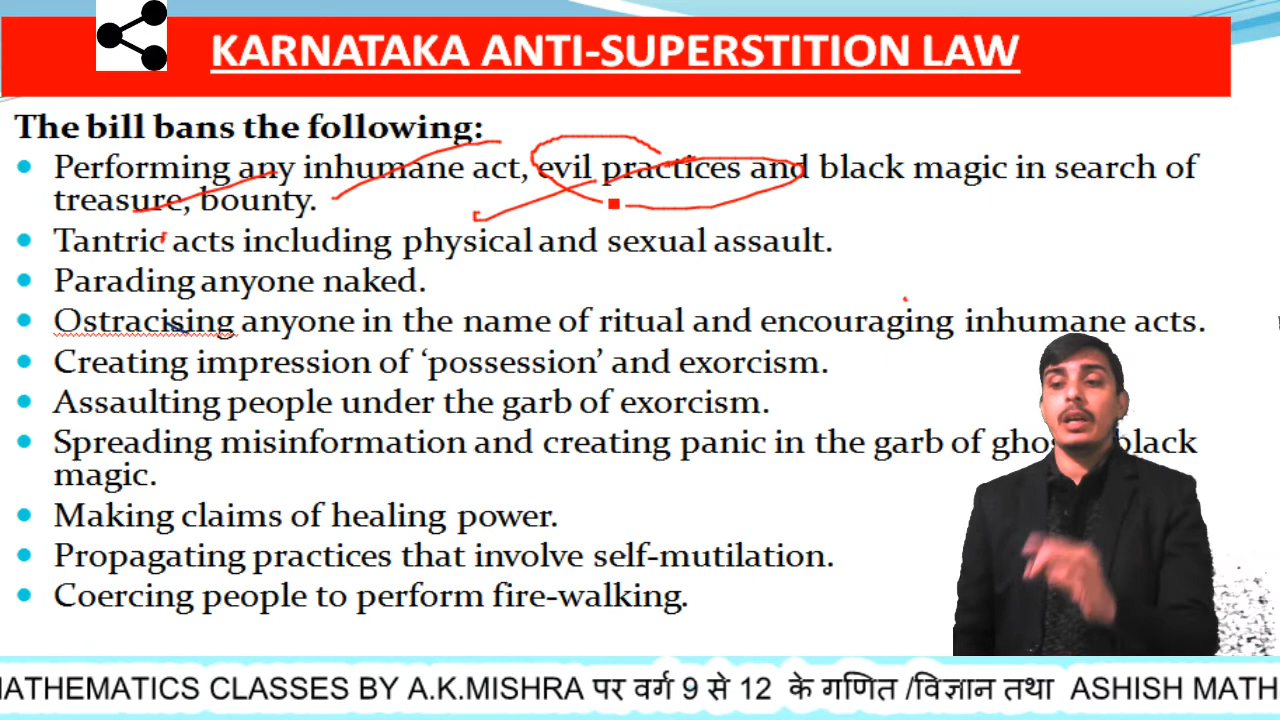 KARNATAKA ANTI-SUPERSTITION LAW
The bill bans the following:
Performing any inhumane act, evil practices and black magic in search of
treasure, bounty.
Tantric acts including physical and sexual assault.
Parading anyone naked.
Ostracising anyone in the name of ritual and encouraging inhumane acts.
Creating impression of ‘possession’ and exorcism.
Assaulting people under the garb of exorcism.
Spreading misinformation and creating panic in the garb of black
magic.
Making claims of healing power.
Propagating practices that involve self-mutilation.
Coercing people to perform fire-walking.
MATHEMATICS CLASSES BY A.K.MISHRA पर वर्ग 9 से 12 के गणित /विज्ञान तथा ASHISH MATH